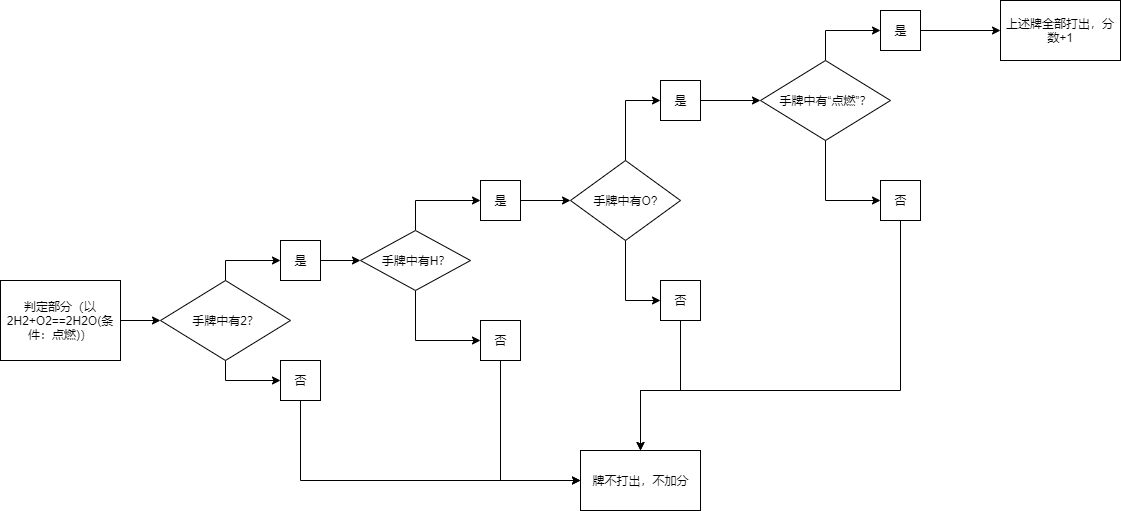 是
上述牌全部打出，分
数+1
手牌中有“点燃”？
是
手牌中有O？
是
否
是
手牌中有H？
否
判定部分（以
2H2+O2==2H2O(条
件：点燃)）
手牌中有2？
否
否
牌不打出，不加分